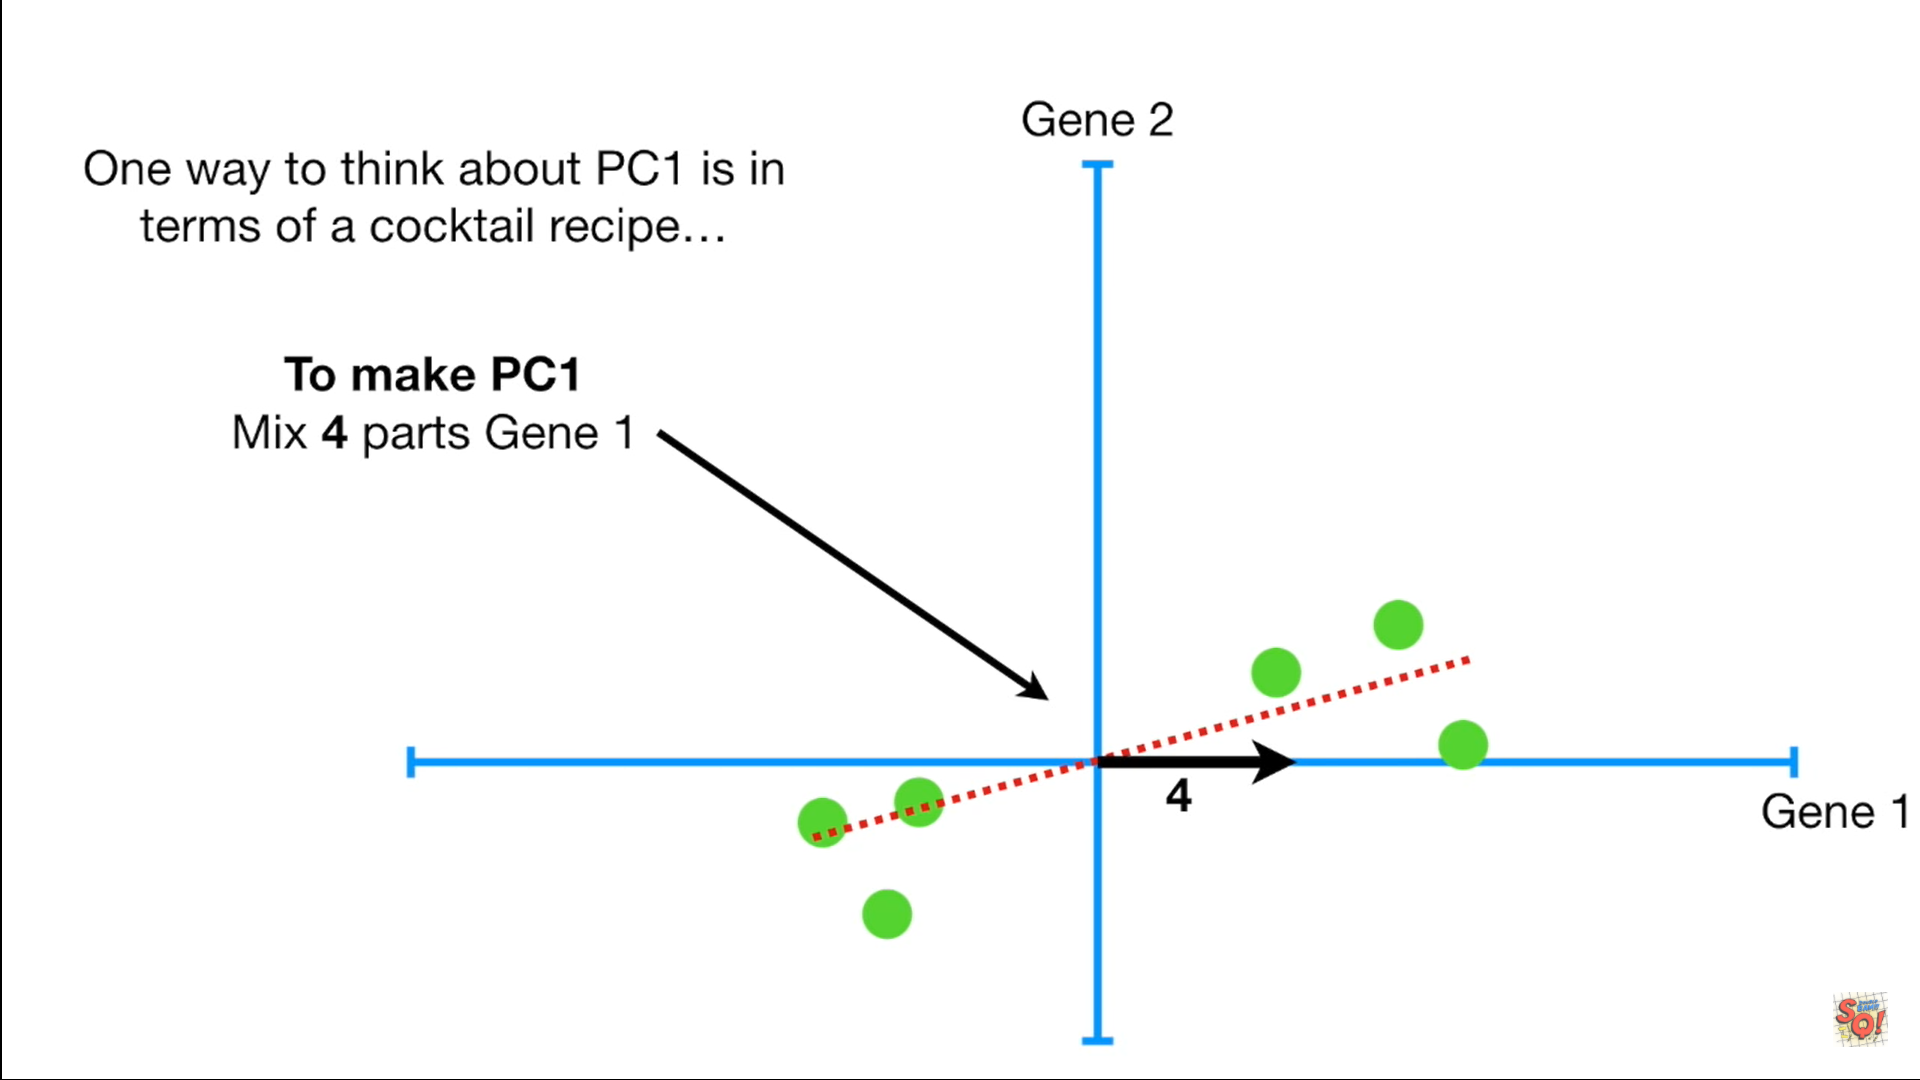 Gene 2
One way to think about PC1 is in
terms of a cocktail recipe…
To make PC1
Mix 4 parts Gene 1
4
Gene 1
SQ!